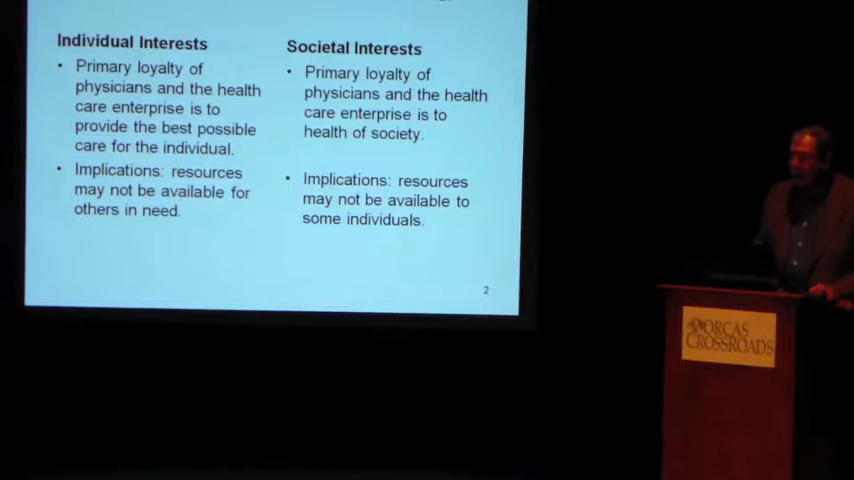 Individual Interests
• Primary loyalty of
physicians and the health
care enterprise is to
provide the best possible
care for the individual.
• Implications: resources
may not be available for
others in need.
Societal Interests
• Primary loyalty of
physicians and the health
care enterprise is to
health of society.
• Implications: resources
may not be available to
some individuals.
2
ORCAS
CROSSROADS